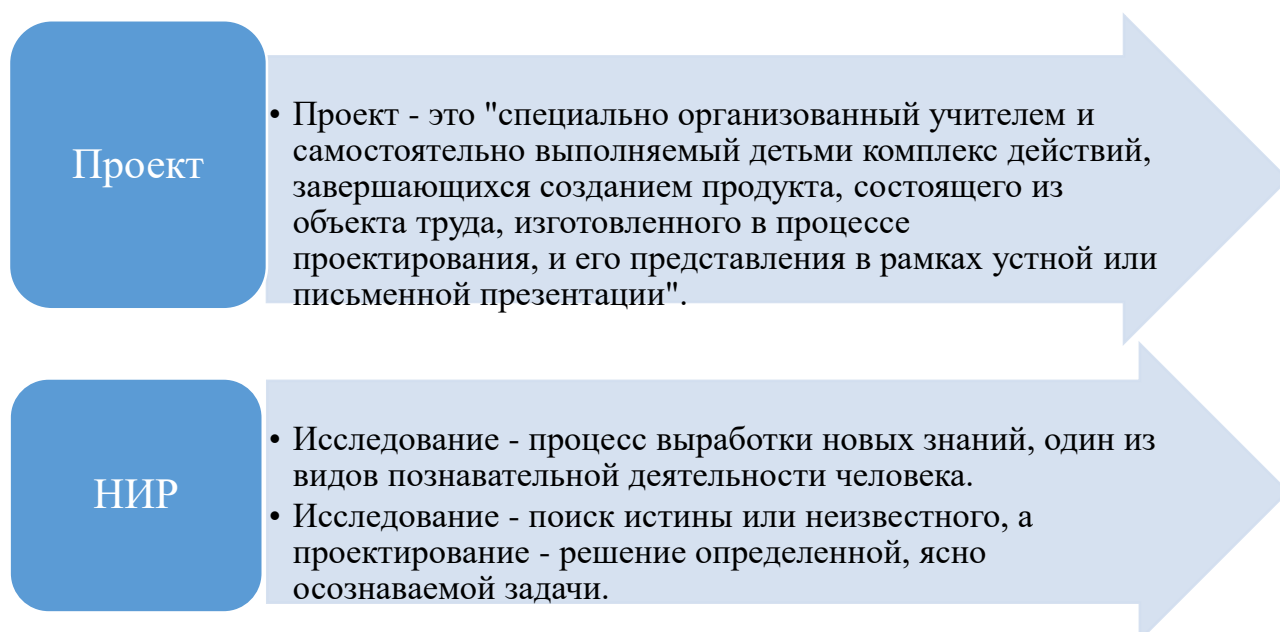 Проект
• Проект - это "специально организованный учителем и
самостоятельно выполняемый детьми комплекс действий,
завершающихся созданием продукта, состоящего из
объекта труда, изготовленного в процессе
проектирования, и его представления в рамках устной или
письменной презентации".
НИР
• Исследование - процесс выработки новых знаний, один из
видов познавательной деятельности человека.
• Исследование - поиск истины или неизвестного, а
проектирование - решение определенной, ясно
осознаваемой задачи.